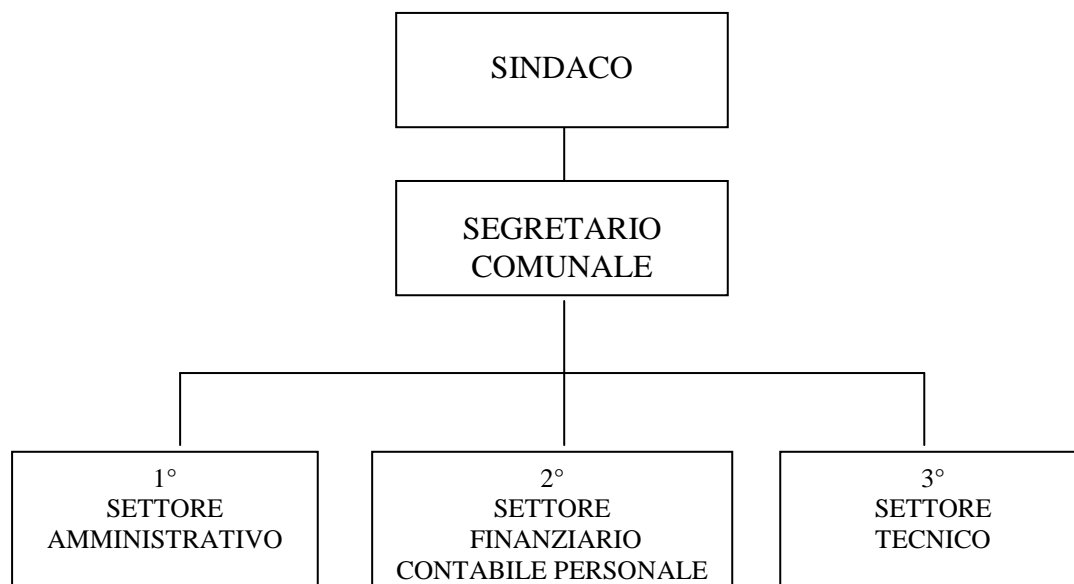 SINDACO
SEGRETARIO
COMUNALE
1°
SETTORE
AMMINISTRATIVO
2°
SETTORE
FINANZIARIO
CONTABILE PERSONALE
3°
SETTORE
TECNICO